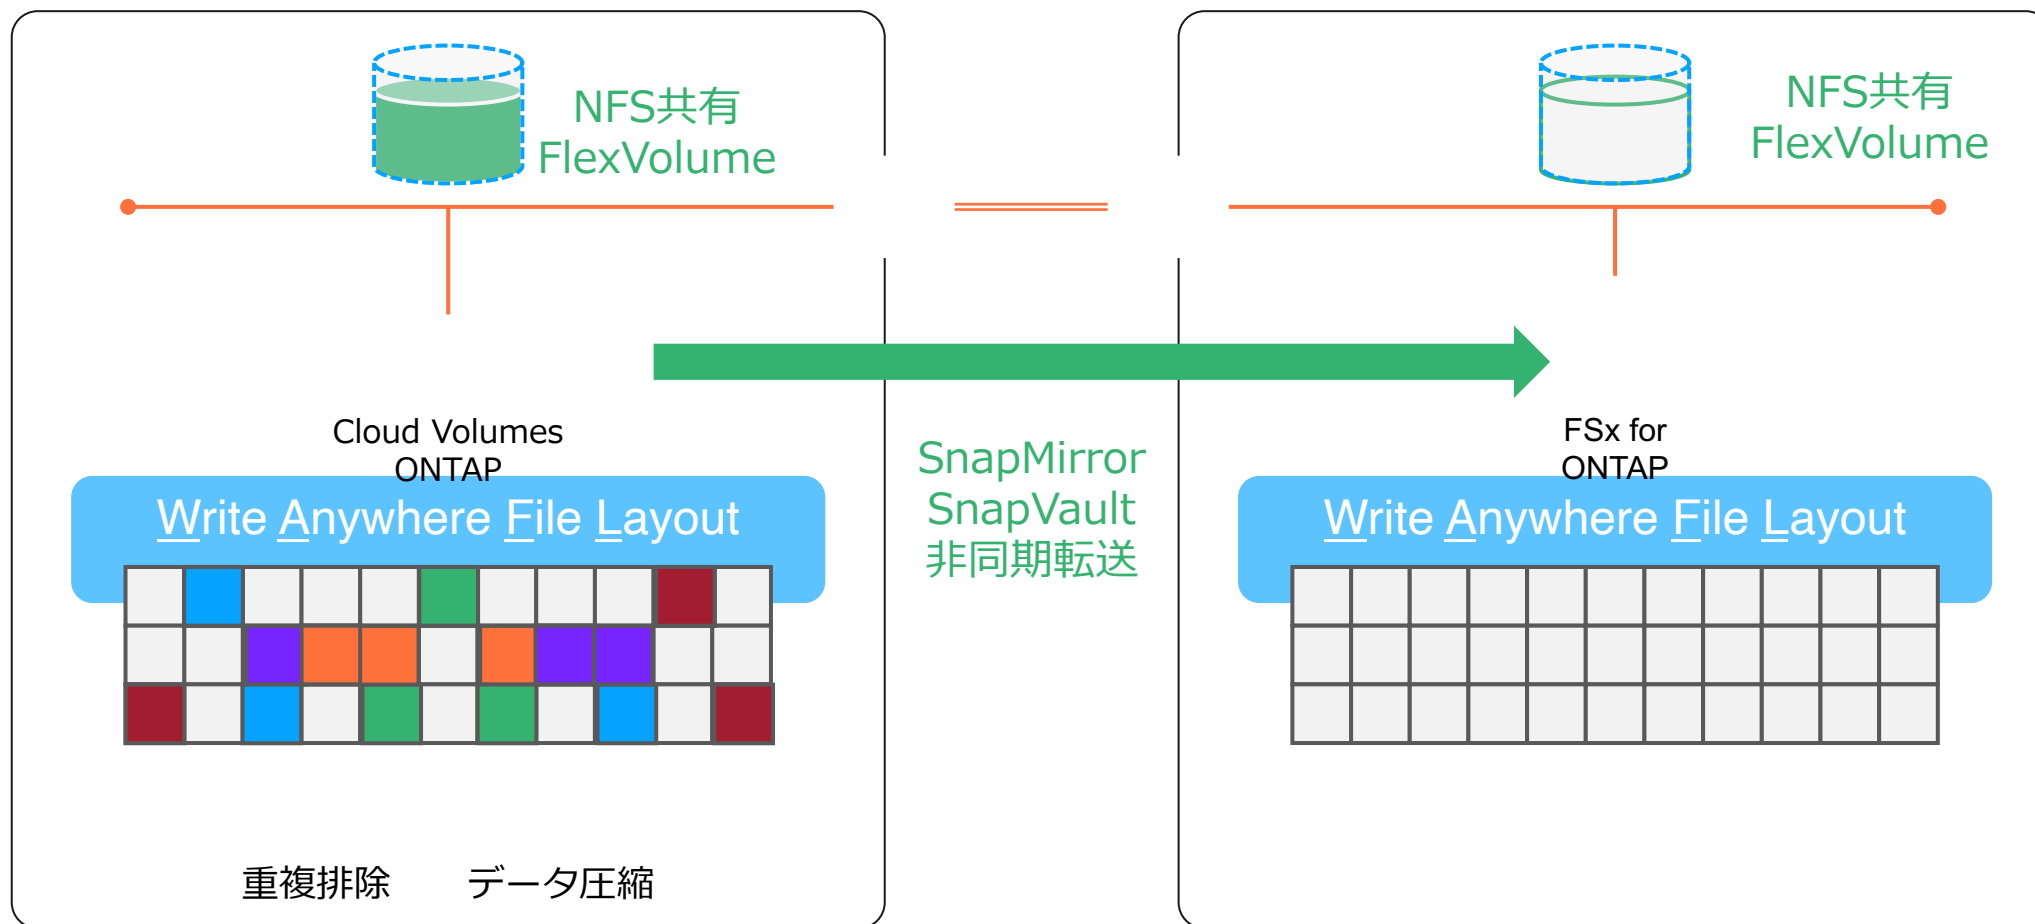 NFS共有
FlexVolume
NFS共有
FlexVolume
Cloud Volumes
ONTAP
Write Anywhere File Layout
SnapMirror
SnapVault
非同期転送
FSx for
ONTAP
Write Anywhere File Layout
重複排除
データ圧縮